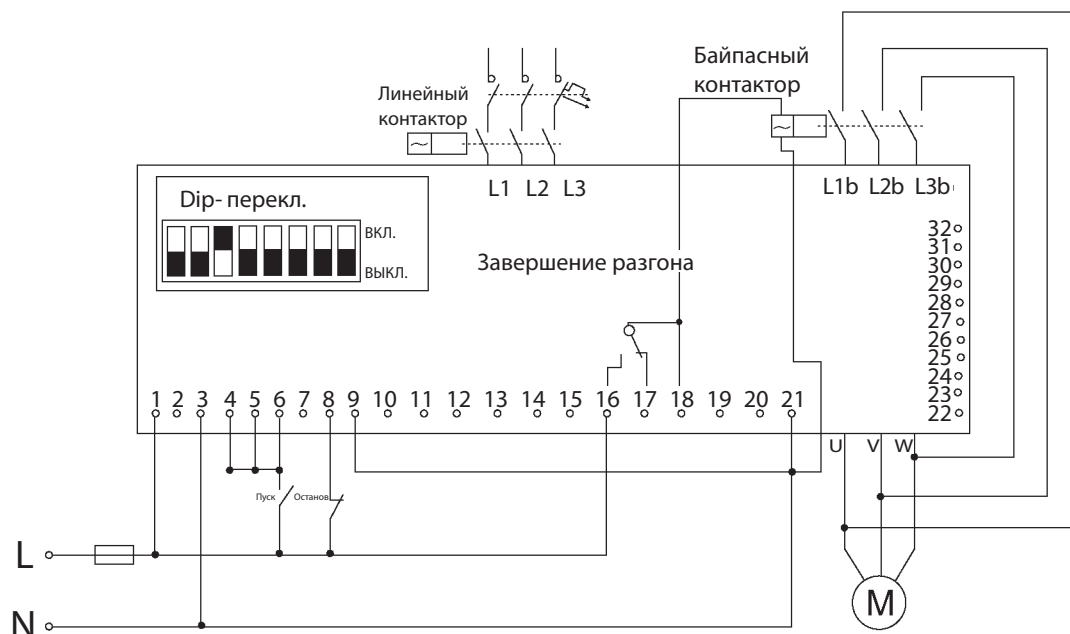 Линейный
контактор
Байпасный
контактор
L1 L2 L3
L1b L2b L3b
Dip- перекл.
ВКЛ.
ВЫКЛ.
Завершение разгона
32
31
30
29
28
27
26
25
24
23
22
1 2 3 4 5 6 7 8 9 10 11 12 13 14 15 16 17 18 19 20 21
U V W
Пуск Останов
L
N
M